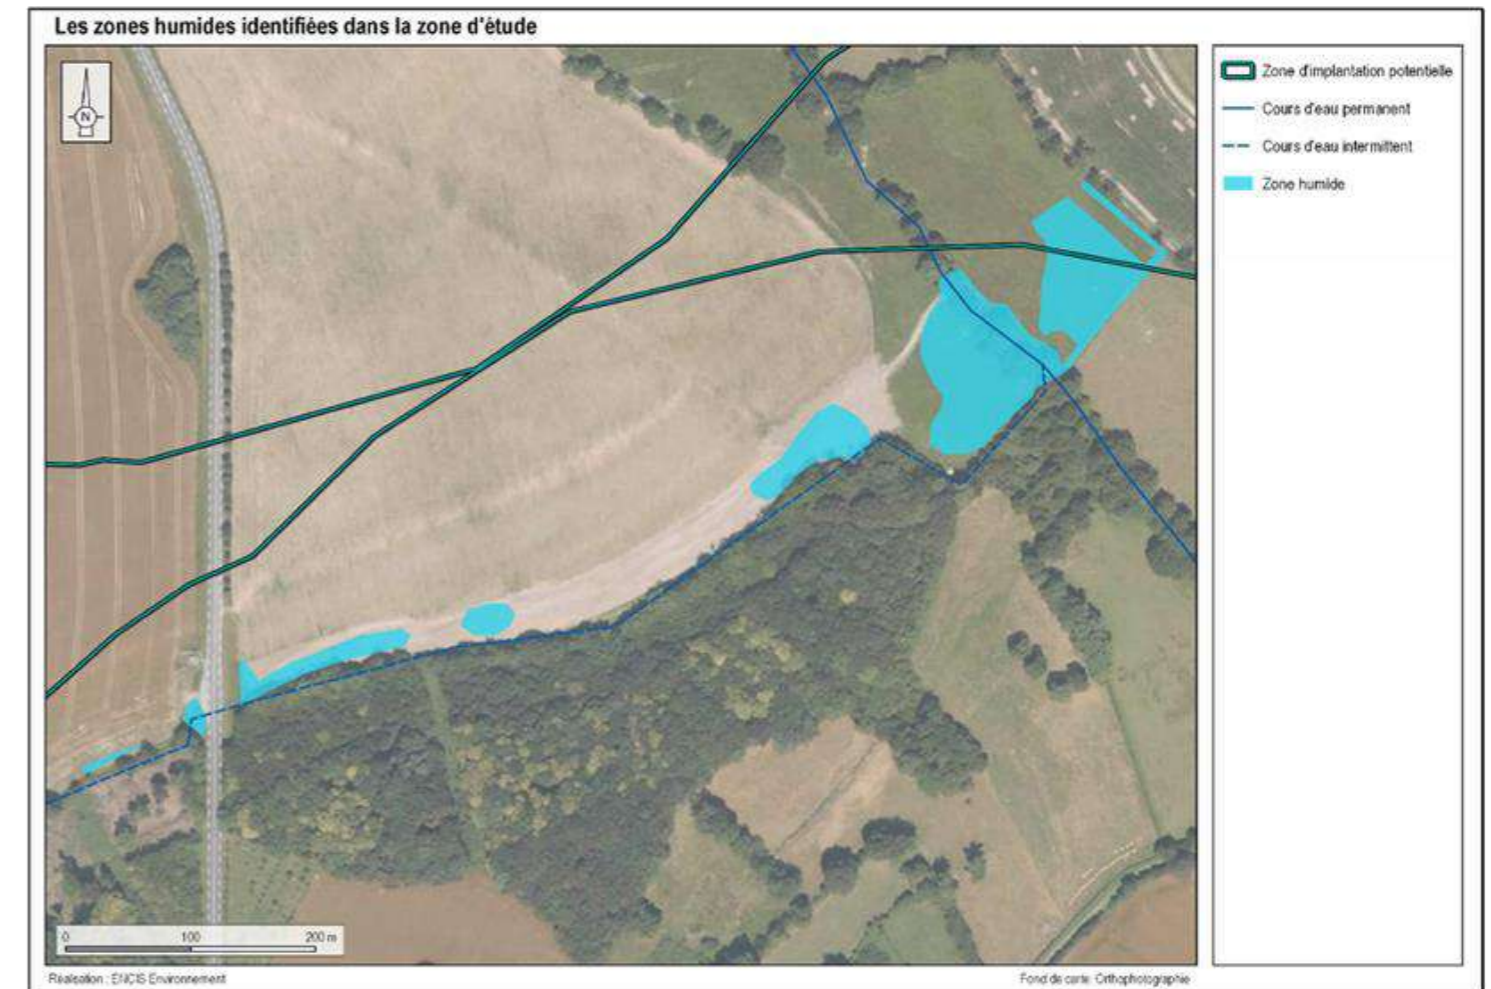 Les zones humides identifiées dans la zone d'étude
N
Zone d'implantation potentielle
Cours d'eau permanent
Cours d'eau intermittent
Zone humide
0 100 200 m
Réalisation : ENCIS Environnement
Fond de carte: Orthophotographie